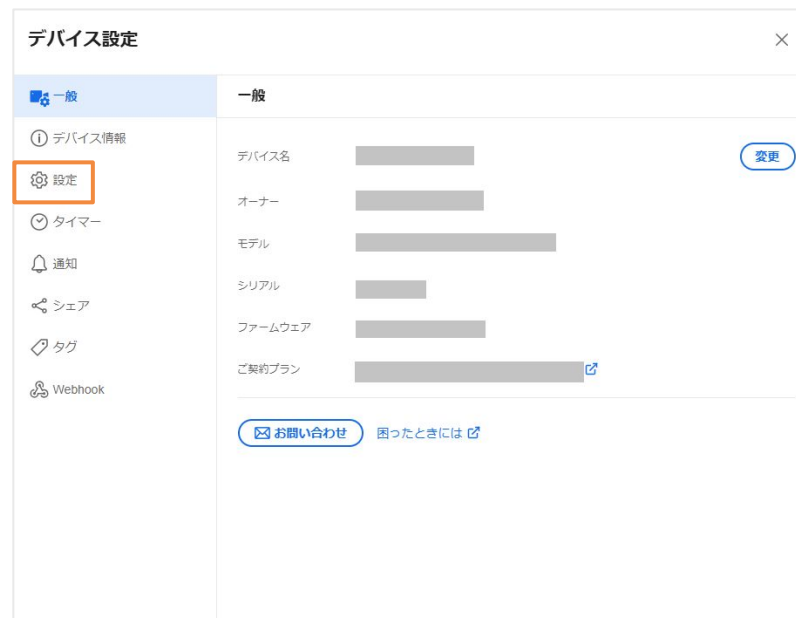 デバイス設定
一般
デバイス情報
設定
タイマー
通知
シェア
タグ
Webhook
一般
デバイス名
変更
オーナー
モデル
シリアル
ファームウェア
ご契約プラン
お問い合わせ
困ったときには